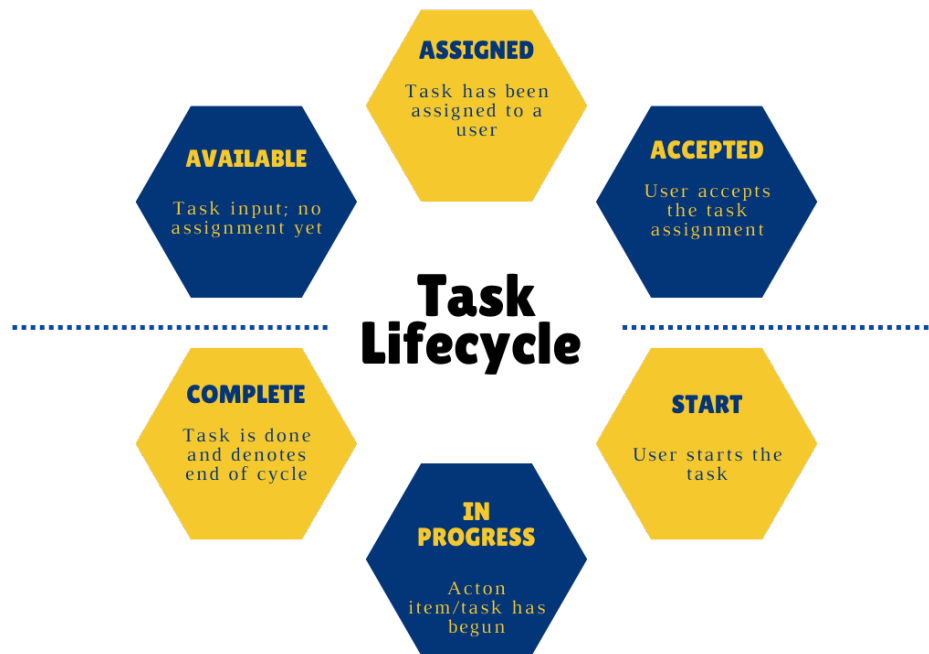 ASSIGNED
Task has been
assigned to a
user
AVAILABLE
Task input; no
assignment yet
ACCEPTED
User accepts
the task
assignment
Task
Lifecycle
COMPLETE
Task is done
and denotes
end of cycle
START
User starts the
task
IN
PROGRESS
Acton
item/task has
begun